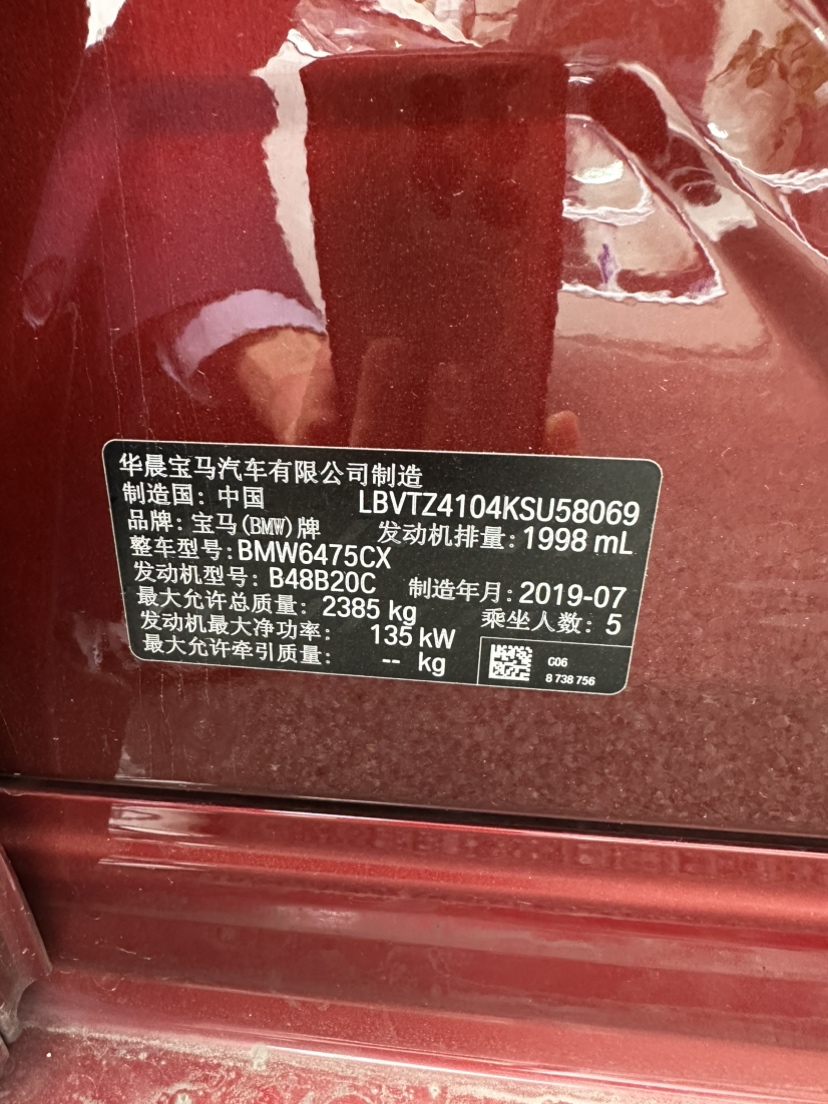 华晨宝马汽车有限公司制造
制造国：中国 LBVTZ4104KSU58069
品牌：宝马(BMW)牌 发动机排量：1998 mL
整车型号：BMW6475CX
发动机型号：B48B20C 制造年月：2019-07
最大允许总质量：2385 kg 乘坐人数：5
发动机最大净功率：135 kW
最大允许牵引质量：-- kg
G06
8 738 756